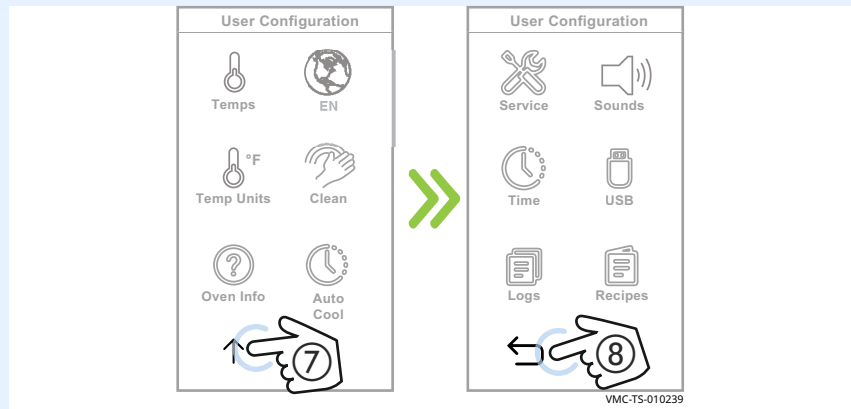 User Configuration
Temps
EN
°F
Temp Units
Clean
?
Oven Info
Auto
Cool
7
User Configuration
Service
Sounds
Time
USB
Logs
Recipes
8
VMC-TS-010239